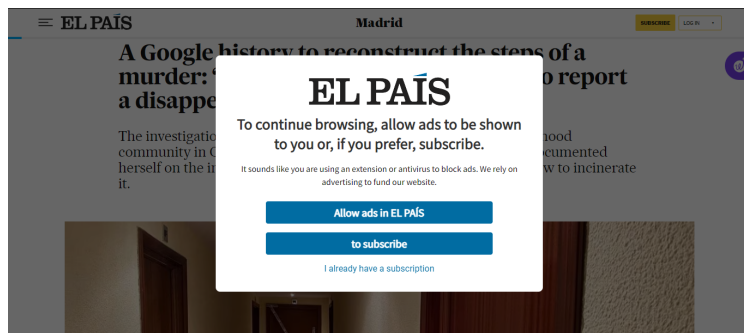 EL PAÍS
Madrid
SUBSCRIBE
LOG IN
A Google history to reconstruct the steps of a
murder: o report
a disappe
The investigatio hood
community in C ocumented
herself on the i w to incinerate
it.
EL PAÍS
To continue browsing, allow ads to be shown
to you or, if you prefer, subscribe.
It sounds like you are using an extension or antivirus to block ads. We rely on
advertising to fund our website.
Allow ads in EL PAÍS
to subscribe
I already have a subscription